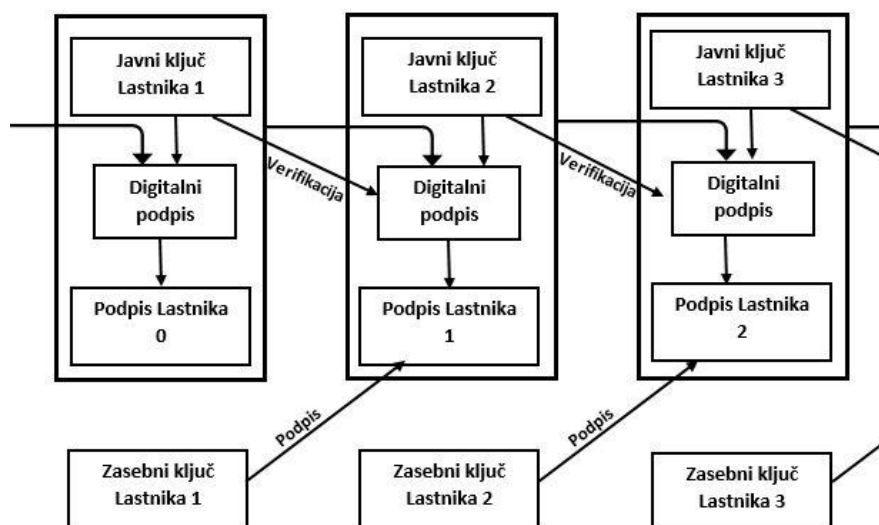 Javni ključ
Lastnika 1
Javni ključ
Lastnika 2
Javni ključ
Lastnika 3
Verifikacija
Verifikacija
Digitalni
podpis
Digitalni
podpis
Digitalni
podpis
Podpis Lastnika
0
Podpis Lastnika
1
Podpis Lastnika
2
Podpis
Podpis
Zasebni ključ
Lastnika 1
Zasebni ključ
Lastnika 2
Zasebni ključ
Lastnika 3